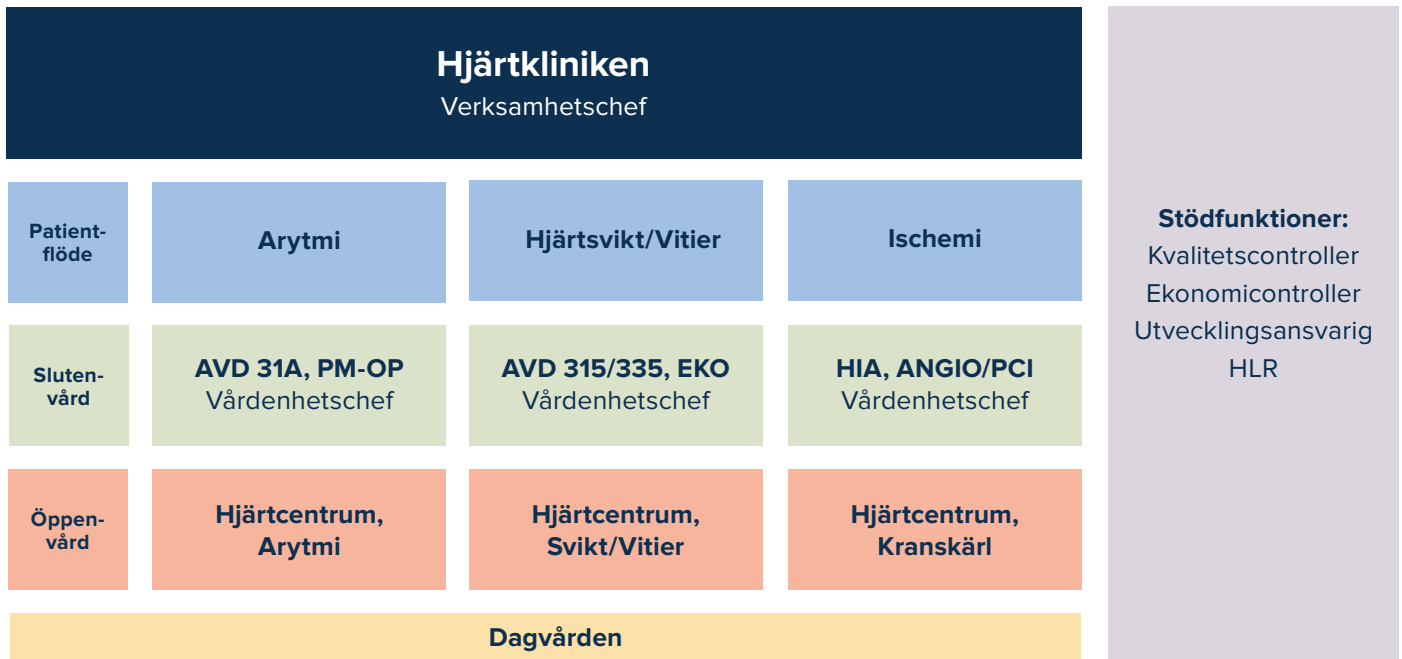 Hjärtkliniken
Verksamhetschef
Patient-
flöde
Arytmi
Hjärtsvikt/Vitier
Ischemi
Sluten-
vård
AVD 31A, PM-OP
Vårdenhetschef
AVD 315/335, EKO
Vårdenhetschef
HIA, ANGIO/PCI
Vårdenhetschef
Öppen-
vård
Hjärtcentrum,
Arytmi
Hjärtcentrum,
Svikt/Vitier
Hjärtcentrum,
Kranskärl
Dagvården
Stödfunktioner:
Kvalitetscontroller
Ekonomicontroller
Utvecklingsansvarig
HLR